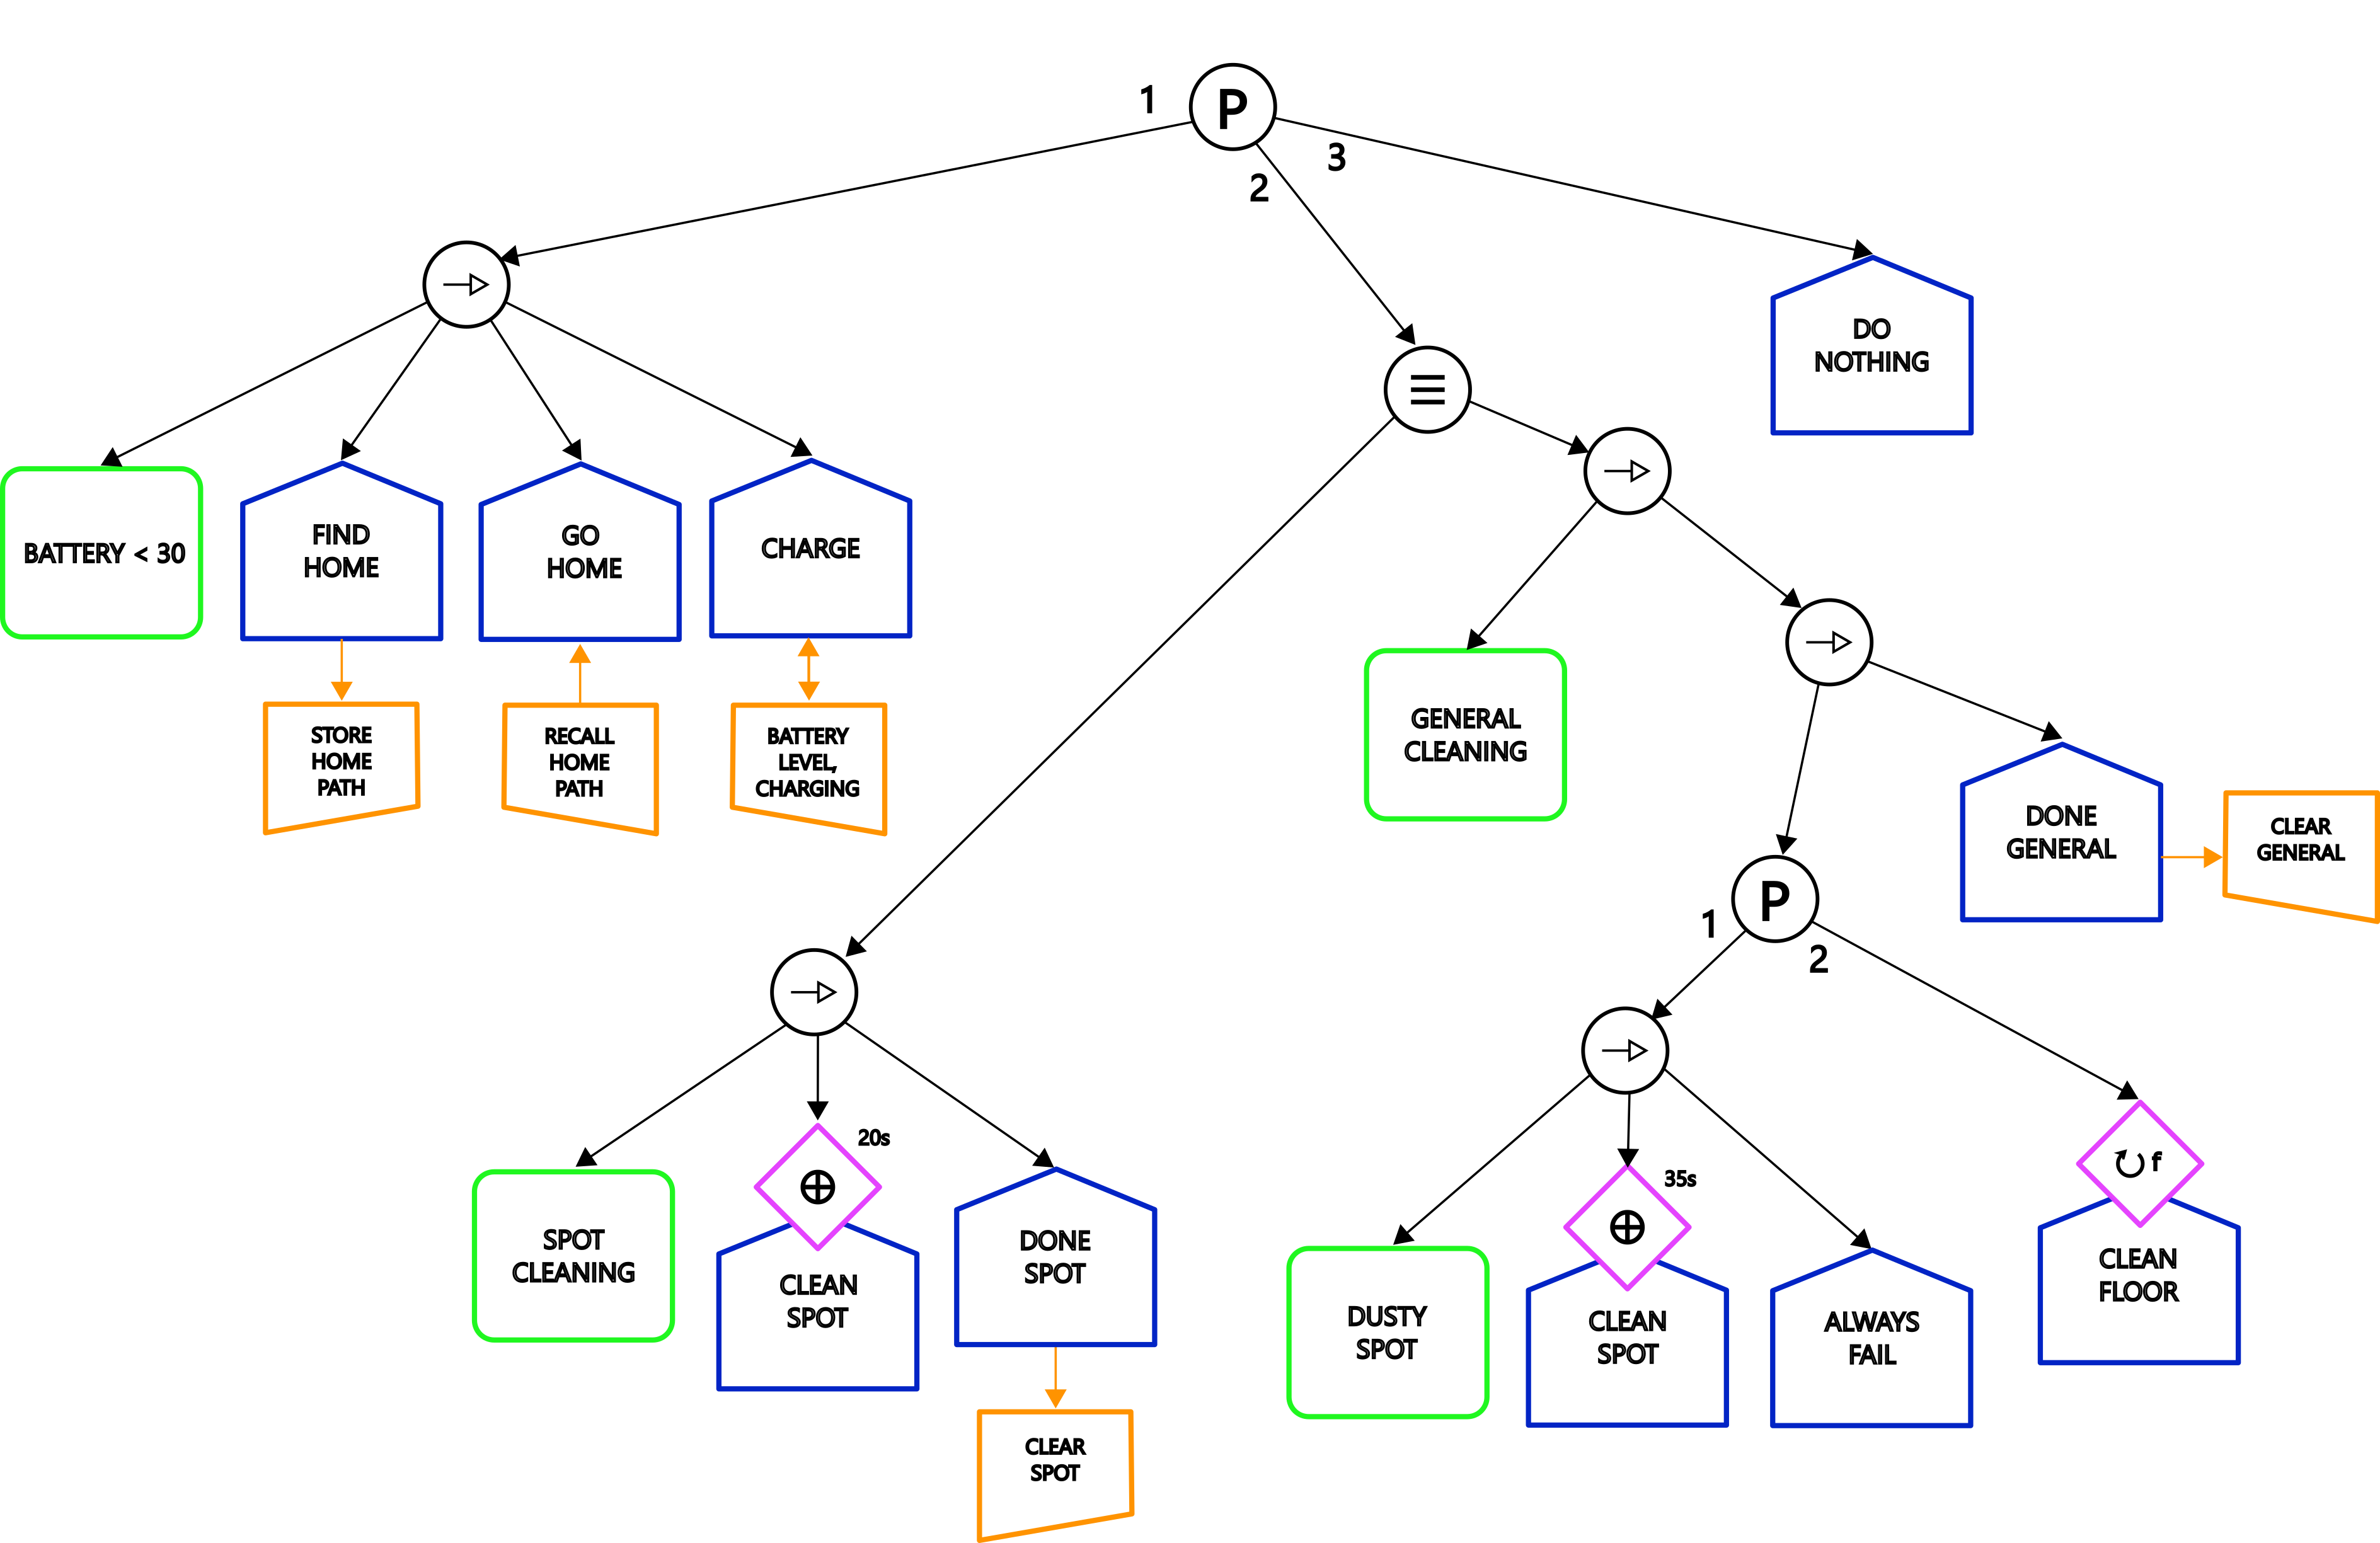 1
P
3
2
DO
NOTHING
BATTERY < 30
FIND
HOME
GO
HOME
CHARGE
STORE
HOME
PATH
RECALL
HOME
PATH
BATTERY
LEVEL,
CHARGING
GENERAL
CLEANING
DONE
GENERAL
CLEAR
GENERAL
P
1
2
20s
SPOT
CLEANING
CLEAN
SPOT
DONE
SPOT
CLEAR
SPOT
35s
DUSTY
SPOT
CLEAN
SPOT
ALWAYS
FAIL
f
CLEAN
FLOOR